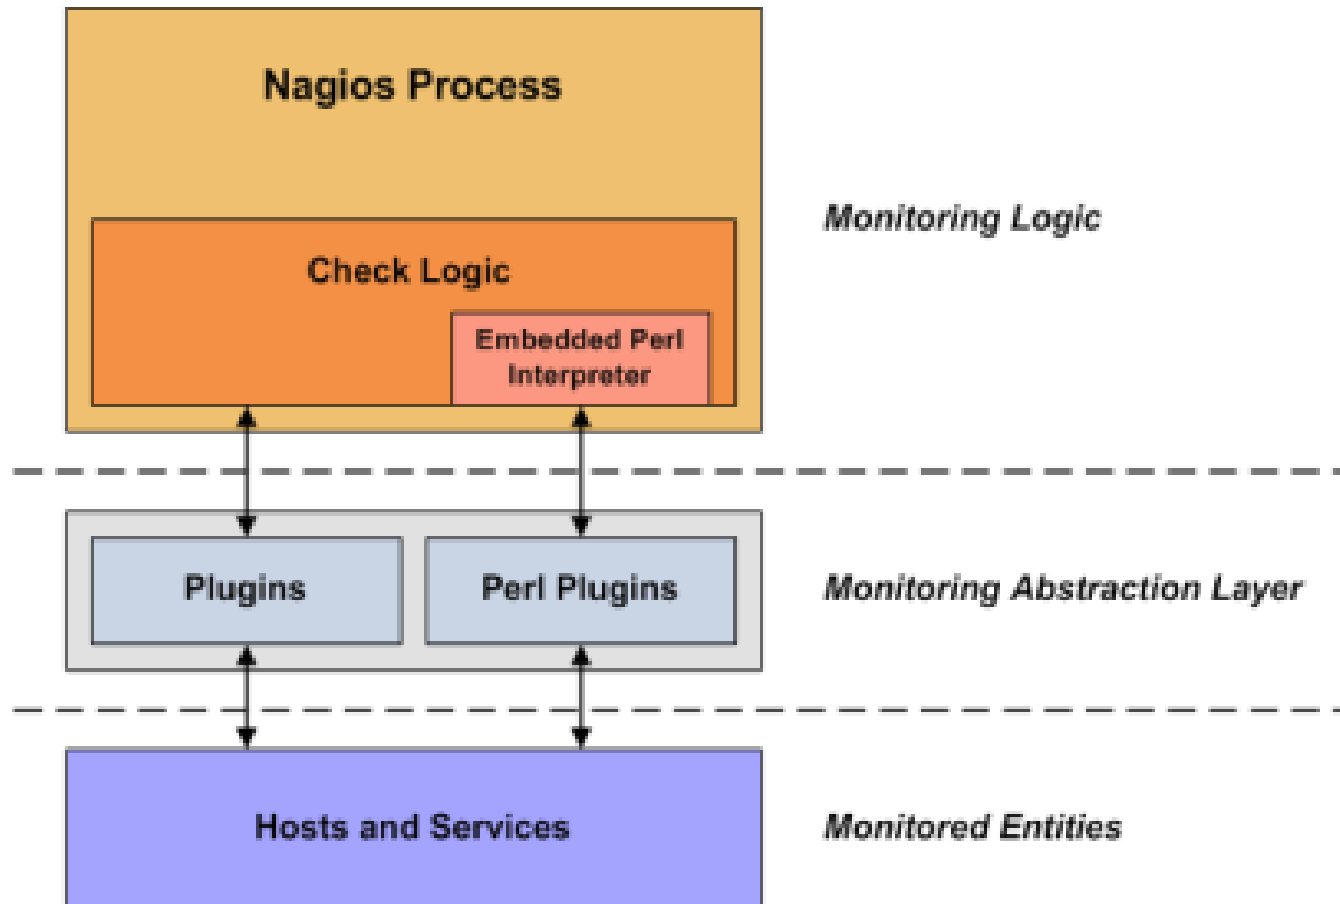 Nagios Process
Monitoring Logic
Check Logic
Embedded Perl
Interpreter
Plugins
Perl Plugins
Monitoring Abstraction Layer
Hosts and Services
Monitored Entities